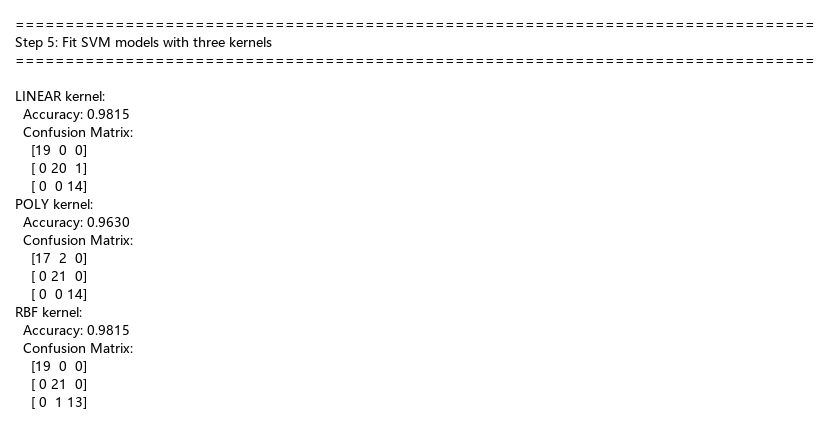 ================================================================================
Step 5: Fit SVM models with three kernels
================================================================================
LINEAR kernel:
Accuracy: 0.9815
Confusion Matrix:
[19  0  0]
[ 0 20  1]
[ 0  0 14]
POLY kernel:
Accuracy: 0.9630
Confusion Matrix:
[17  2  0]
[ 0 21  0]
[ 0  0 14]
RBF kernel:
Accuracy: 0.9815
Confusion Matrix:
[19  0  0]
[ 0 21  0]
[ 0  1 13]